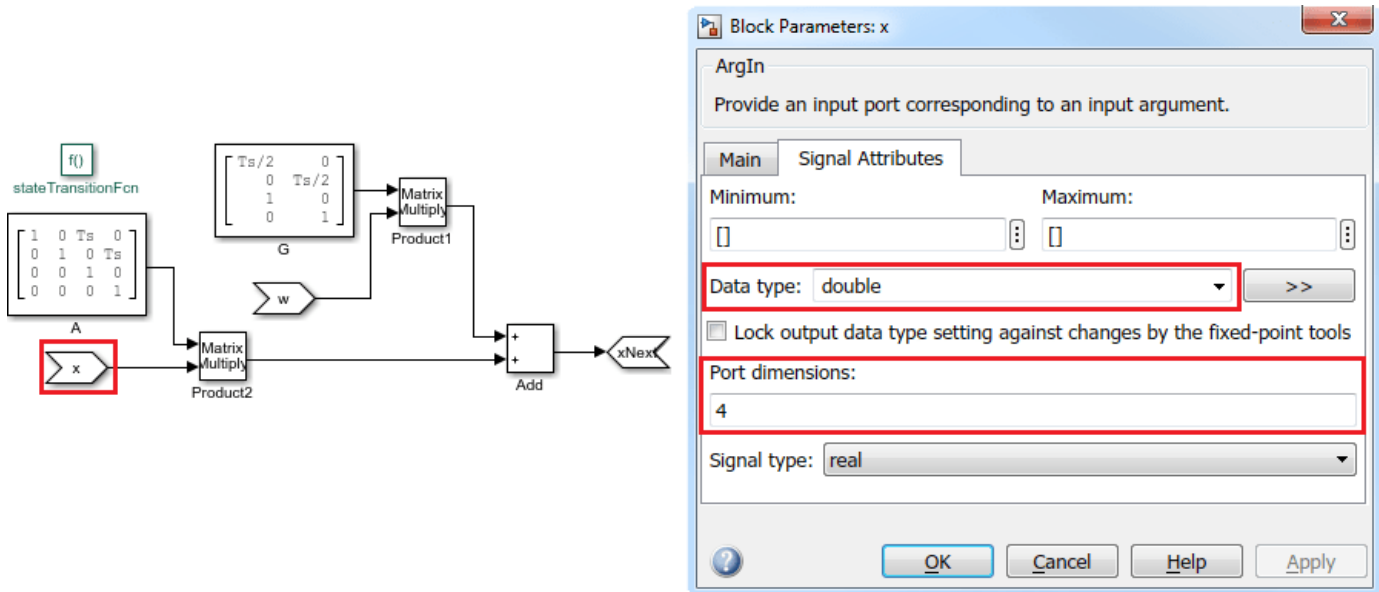 f()
stateTransitionFcn
1 0 Ts 0
0 1 0 Ts
0 0 1 0
0 0 0 1
A
x
Ts/2 0
0 Ts/2
1 0
0 1
G
w
Matrix
Multiply
Product1
Matrix
Multiply
Product2
+
+
Add
xNext
Block Parameters: x
ArgIn
Provide an input port corresponding to an input argument.
Main Signal Attributes
Minimum: Maximum:
[] []
Data type: double >>
Lock output data type setting against changes by the fixed-point tools
Port dimensions:
4
Signal type: real
OK Cancel Help Apply